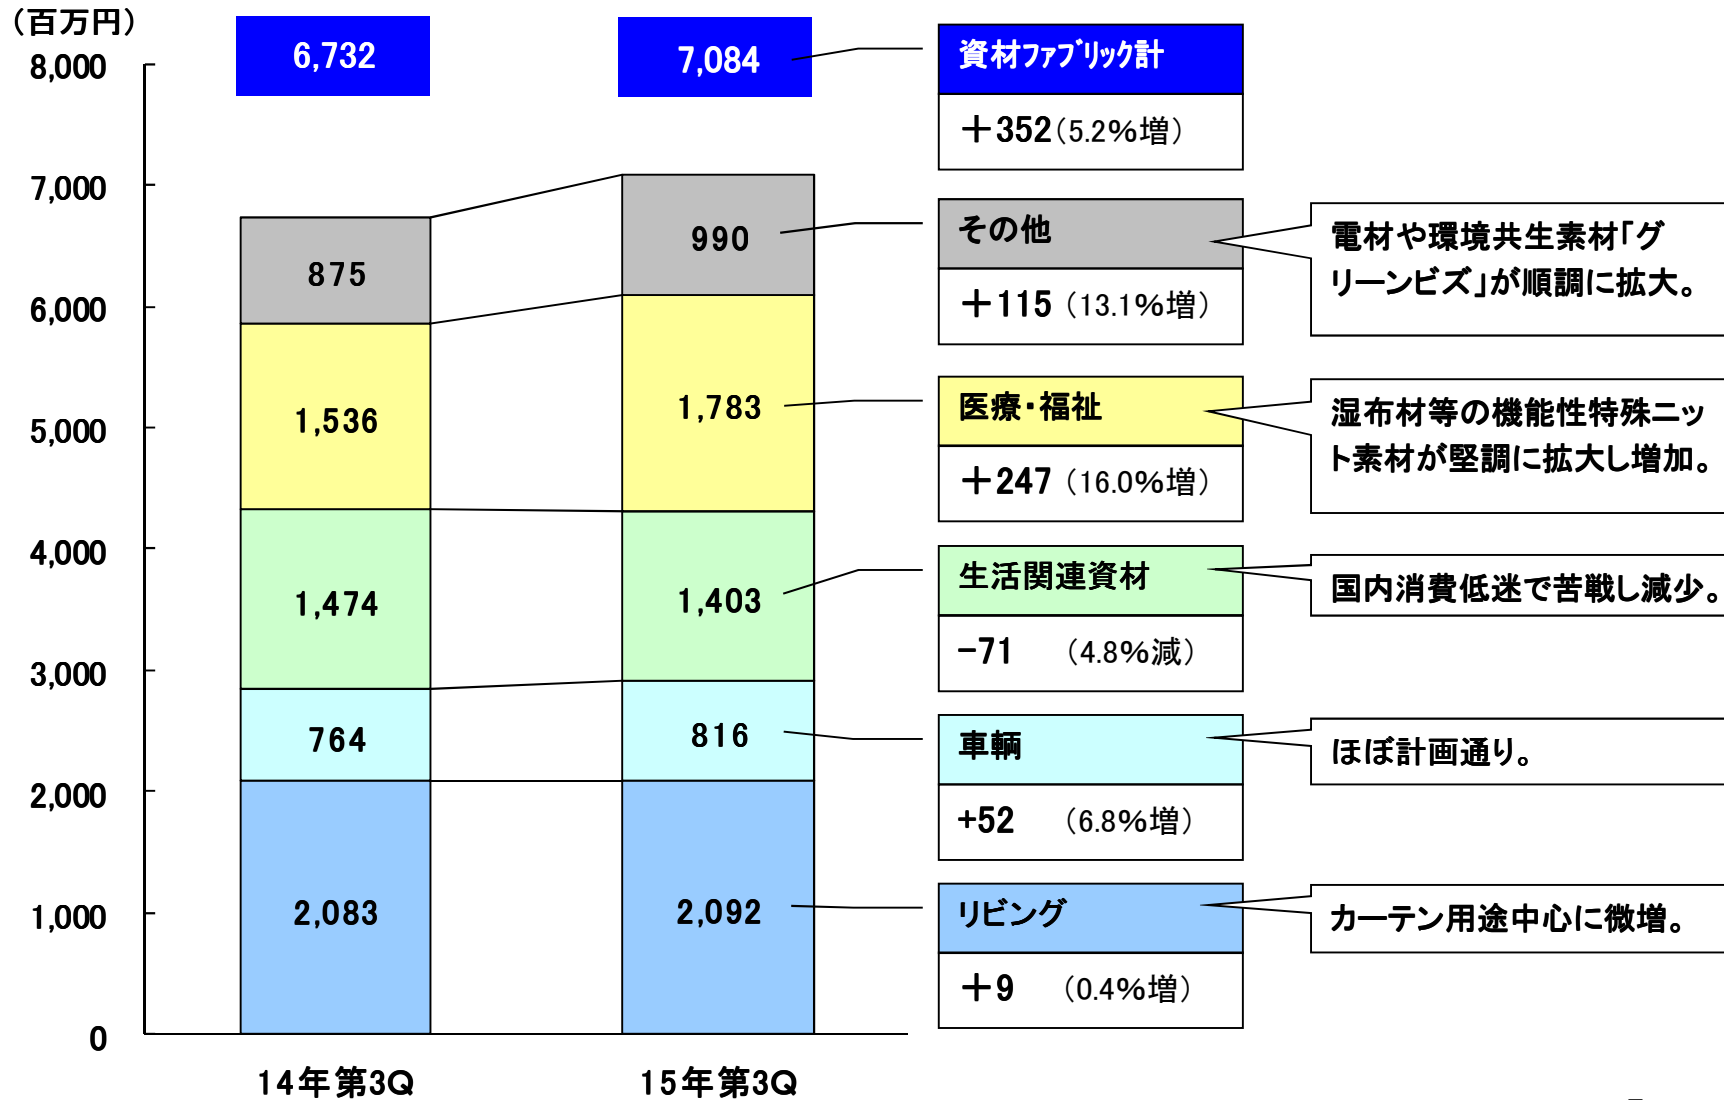 (百万円)
8,000
7,000
6,000
5,000
4,000
3,000
2,000
1,000
0
6,732
875
1,536
1,474
764
2,083
14年第3Q
7,084
990
1,783
1,403
816
2,092
15年第3Q
資材ファブリック計
+352(5.2%増)
その他
+115 (13.1%増)
電材や環境共生素材「グ
リーンビズ」が順調に拡大。
医療・福祉
+247 (16.0%増)
湿布材等の機能性特殊ニッ
ト素材が堅調に拡大し増加。
生活関連資材
-71 (4.8%減)
国内消費低迷で苦戦し減少。
車輌
+52 (6.8%増)
ほぼ計画通り。
リビング
+9 (0.4%増)
カーテン用途中心に微増。